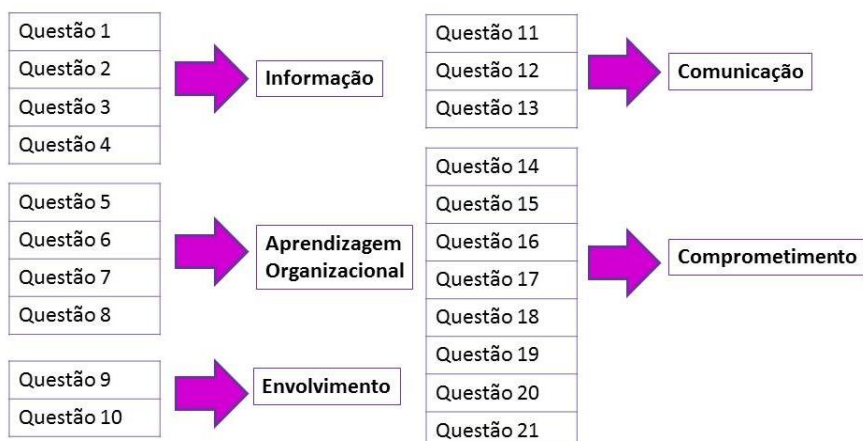 Questão 1
Questão 2
Questão 3
Questão 4
Informação
Questão 5
Questão 6
Questão 7
Questão 8
Aprendizagem
Organizacional
Questão 9
Questão 10
Envolvimento
Questão 11
Questão 12
Questão 13
Comunicação
Questão 14
Questão 15
Questão 16
Questão 17
Questão 18
Questão 19
Questão 20
Questão 21
Comprometimento